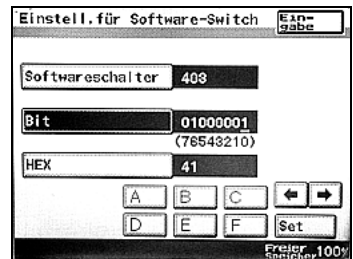 Einstell.für Software-Switch Ein-
gabe
Softwareschalter 403
Bit 01000001
(76543210)
HEX 41
A B C
D E F Set
Freier
Speicher 100%